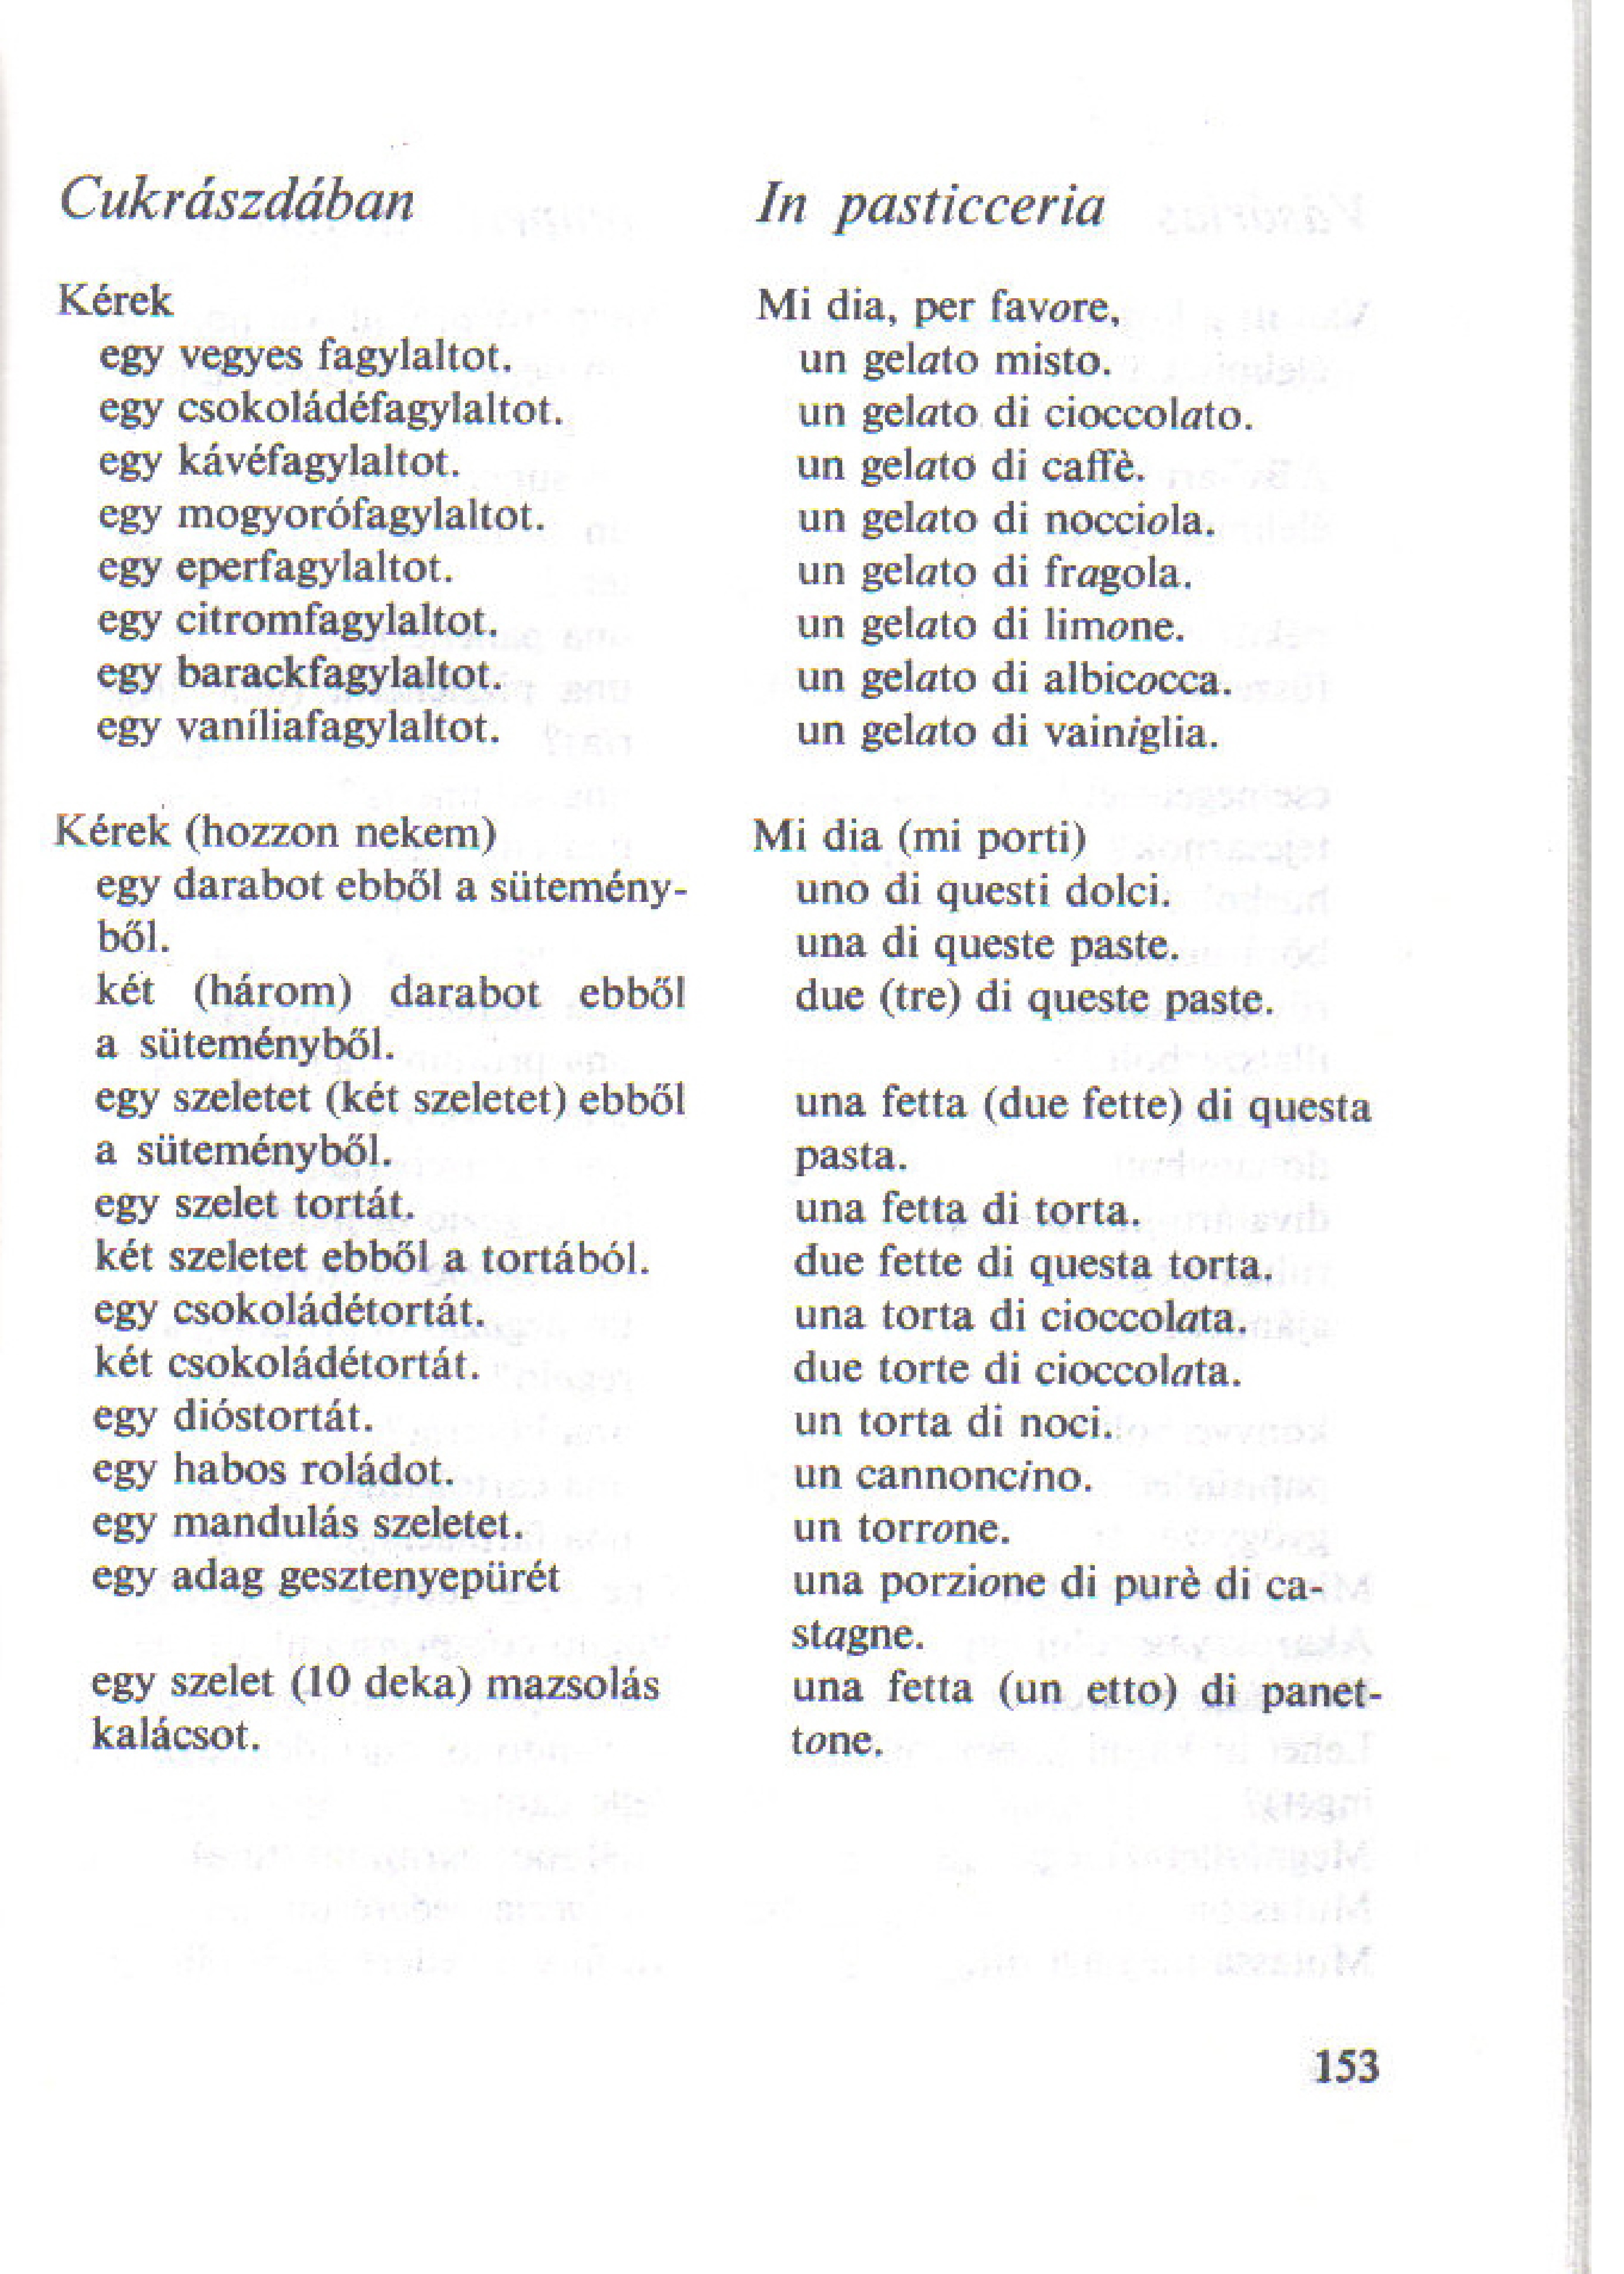 Cukrászdában
Kérek
egy vegyes fagylaltot.
egy csokoládéfagylaltot.
egy kávéfagylaltot.
egy mogyorófagylaltot.
egy eperfagylaltot.
egy citromfagylaltot.
egy barackfagylaltot.
egy vaníliafagylaltot.
Kérek (hozzon nekem)
egy darabot ebből a sütemény-
ből.
két (három) darabot ebből
a süteményből.
egy szeletet (két szeletet) ebből
a süteményből.
egy szelet tortát.
két szeletet ebből a tortából.
egy csokoládétortát.
két csokoládétortát.
egy dióstortát.
egy habos roládot.
egy mandulás szeletet.
egy adag gesztenyepürét
egy szelet (10 deka) mazsolás
kalácsot.
In pasticceria
Mi dia, per favore,
un gelato misto.
un gelato di cioccolato.
un gelato di caffè.
un gelato di nocciola.
un gelato di fragola.
un gelato di limone.
un gelato di albicocca.
un gelato di vainiglia.
Mi dia (mi porti)
uno di questi dolci.
una di queste paste.
due (tre) di queste paste.
una fetta (due fette) di questa
pasta.
una fetta di torta.
due fette di questa torta.
una torta di cioccolata.
due torte di cioccolata.
un torta di noci.
un cannoncino.
un torrone.
una porzione di purè di ca-
stagne.
una fetta (un etto) di panet-
tone.
153